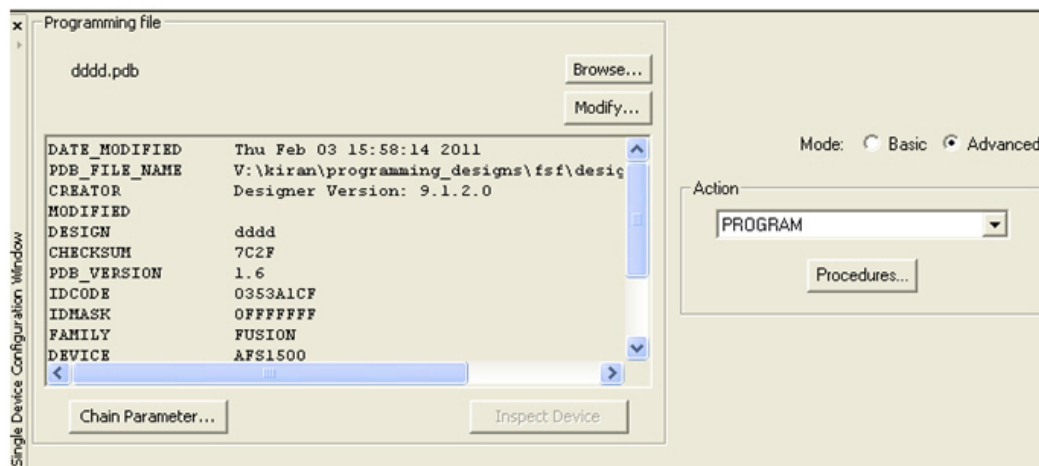 Single Device Configuration Window
Programming file
dddd.pdb
Browse...
Modify...
DATE_MODIFIED Thu Feb 03 15:58:14 2011
PDB_FILE_NAME V:\kiran\programming_designs\fsf\desig
CREATOR Designer Version: 9.1.2.0
MODIFIED
DESIGN dddd
CHECKSUM 7C2F
PDB_VERSION 1.6
IDCODE 0353A1CF
IDMASK 0FFFFFFF
FAMILY FUSION
DEVICE AFS1500
Chain Parameter...
Inspect Device
Mode: Basic Advanced
Action
PROGRAM
Procedures...